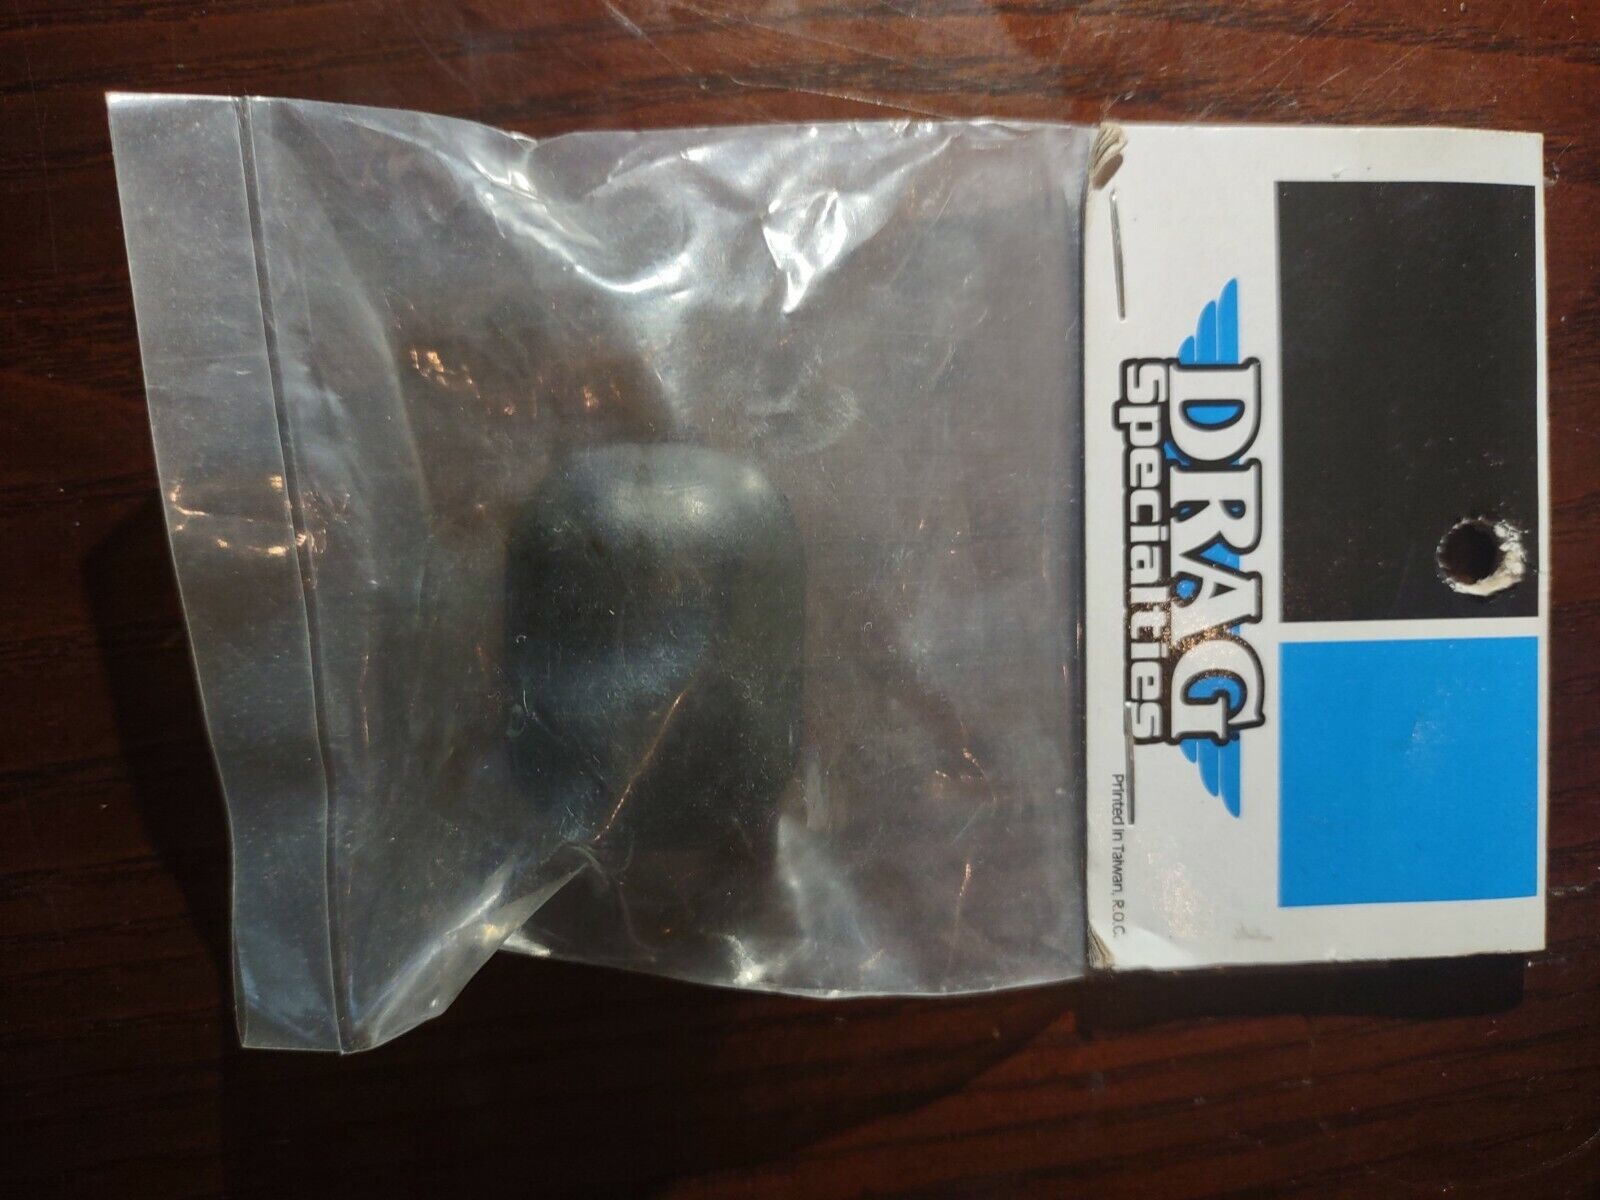 DRAG
Specialties
Printed in Taiwan, R.O.C.